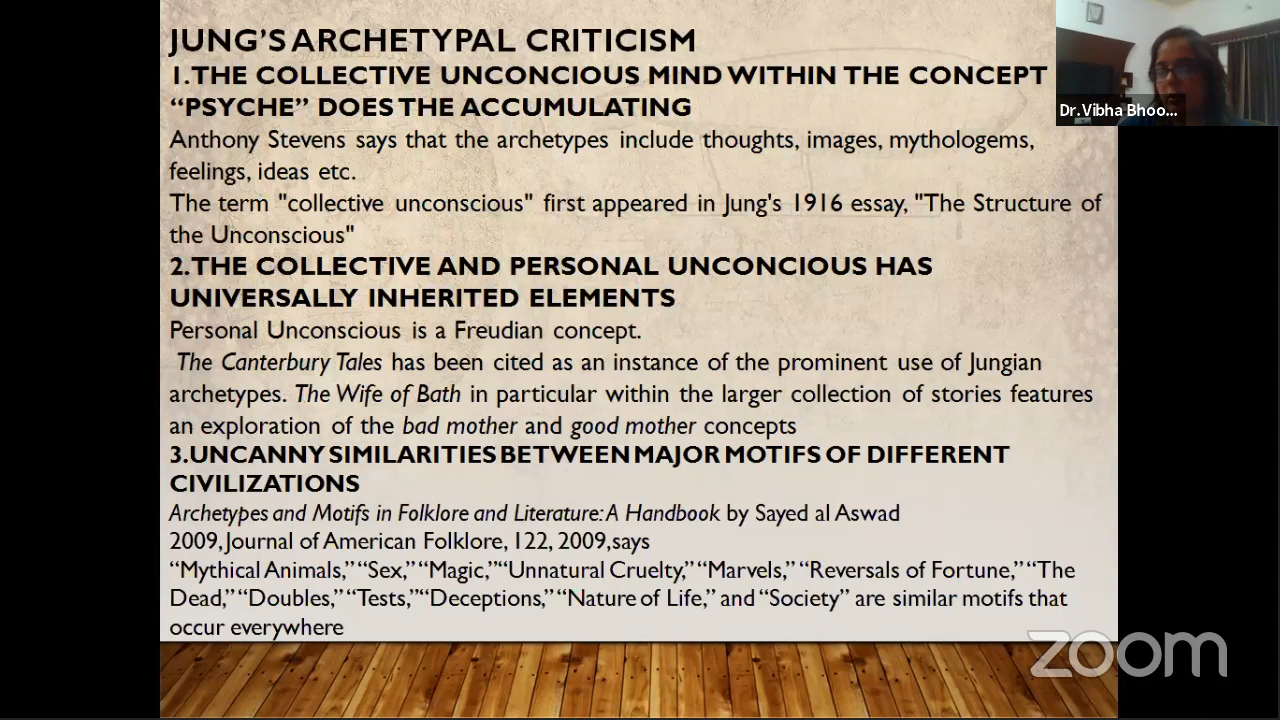 JUNG'S ARCHETYPAL CRITICISM
1.THE COLLECTIVE UNCONCIOUS MIND WITHIN THE CONCEPT
“PSYCHE” DOES THE ACCUMULATING
Anthony Stevens says that the archetypes include thoughts, images, mythologems,
feelings, ideas etc.
The term "collective unconscious" first appeared in Jung's 1916 essay, "The Structure of
the Unconscious"
2.THE COLLECTIVE AND PERSONAL UNCONCIOUS HAS
UNIVERSALLY INHERITED ELEMENTS
Personal Unconscious is a Freudian concept.
The Canterbury Tales has been cited as an instance of the prominent use of Jungian
archetypes. The Wife of Bath in particular within the larger collection of stories features
an exploration of the bad mother and good mother concepts
3.UNCANNY SIMILARITIES BETWEEN MAJOR MOTIFS OF DIFFERENT
CIVILIZATIONS
Archetypes and Motifs in Folklore and Literature: A Handbook by Sayed al Aswad
2009, Journal of American Folklore, 122, 2009,says
“Mythical Animals,” “Sex,” “Magic,” “Unnatural Cruelty,” “Marvels,” “Reversals of Fortune,” “The
Dead,” “Doubles,” “Tests,” “Deceptions,” “Nature of Life,” and “Society” are similar motifs that
occur everywhere
Dr.Vibha Bhoo...
zoom